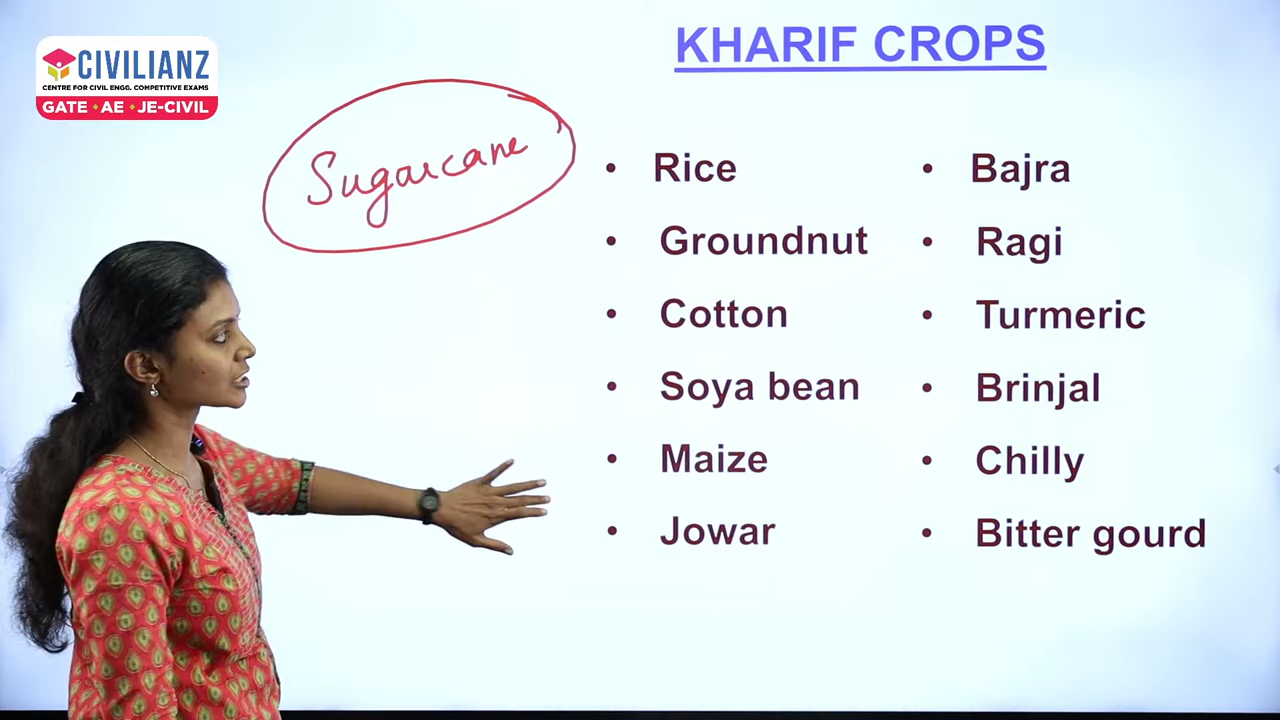 CIVILIANZ
CENTRE FOR CIVIL ENGG. COMPETITIVE EXAMS
GATE • AE • JE-CIVIL
KHARIF CROPS
Sugarcane
• Rice
• Groundnut
• Cotton
• Soya bean
• Maize
• Jowar
• Bajra
• Ragi
• Turmeric
• Brinjal
• Chilly
• Bitter gourd